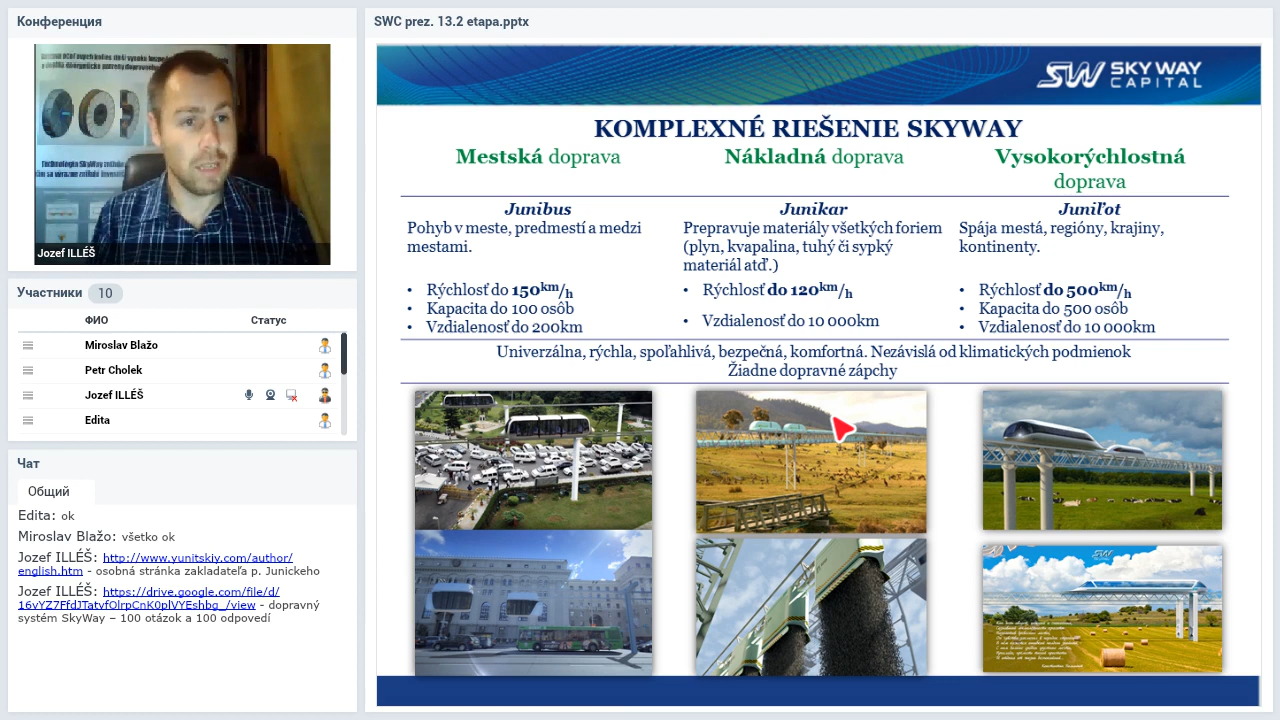 Конференция
Jozef ILLÉŠ
Участники 10
ФИО Статус
Miroslav Blažo
Petr Cholek
Jozef ILLÉŠ
Edita
Чат
Общий
Edita: ok
Miroslav Blažo: všetko ok
Jozef ILLÉŠ: http://www.yunitskiy.com/author/
english.htm - osobná stránka zakladateľa p. Junickeho
Jozef ILLÉŠ: https://drive.google.com/file/d/
16vYZ7FfdJTatvfOlrpCnK0plVYEshbg_/view - dopravný
systém SkyWay – 100 otázok a 100 odpovedí
SWC prez. 13.2 etapa.pptx
SW SKY WAY
CAPITAL
KOMPLEXNÉ RIEŠENIE SKYWAY
Mestská doprava
Nákladná doprava
Vysokorýchlostná
doprava
Junibus
Pohyb v meste, predmestí a medzi
mestami.
• Rýchlosť do 150km/h
• Kapacita do 100 osôb
• Vzdialenosť do 200km
Junikar
Prepravuje materiály všetkých foriem
(plyn, kvapalina, tuhý či sypký
materiál atď.)
• Rýchlosť do 120km/h
• Vzdialenosť do 10 000km
Juniľot
Spája mestá, regióny, krajiny,
kontinenty.
• Rýchlosť do 500km/h
• Kapacita do 500 osôb
• Vzdialenosť do 10 000km
Univerzálna, rýchla, spoľahlivá, bezpečná, komfortná. Nezávislá od klimatických podmienok
Žiadne dopravné zápchy